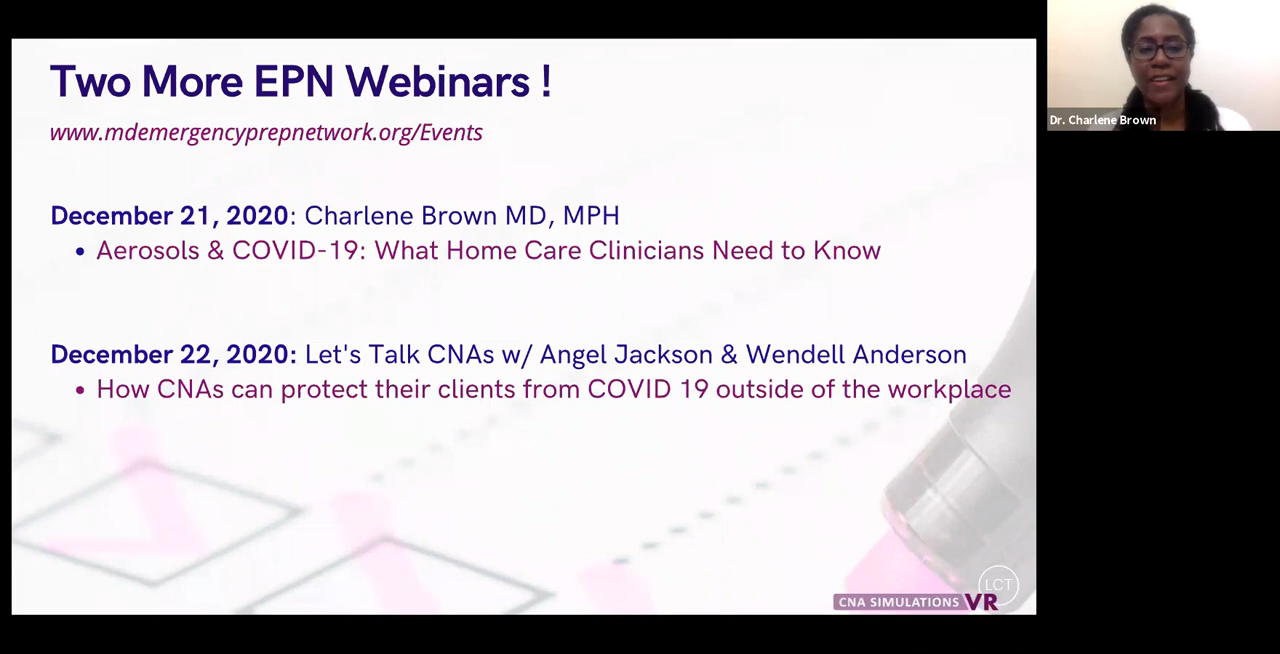 Two More EPN Webinars !
www.mdemergencyprepnetwork.org/Events
December 21, 2020: Charlene Brown MD, MPH
• Aerosols & COVID-19: What Home Care Clinicians Need to Know
December 22, 2020: Let's Talk CNAs w/ Angel Jackson & Wendell Anderson
• How CNAs can protect their clients from COVID 19 outside of the workplace
LCT
CNA SIMULATIONS VR
Dr. Charlene Brown